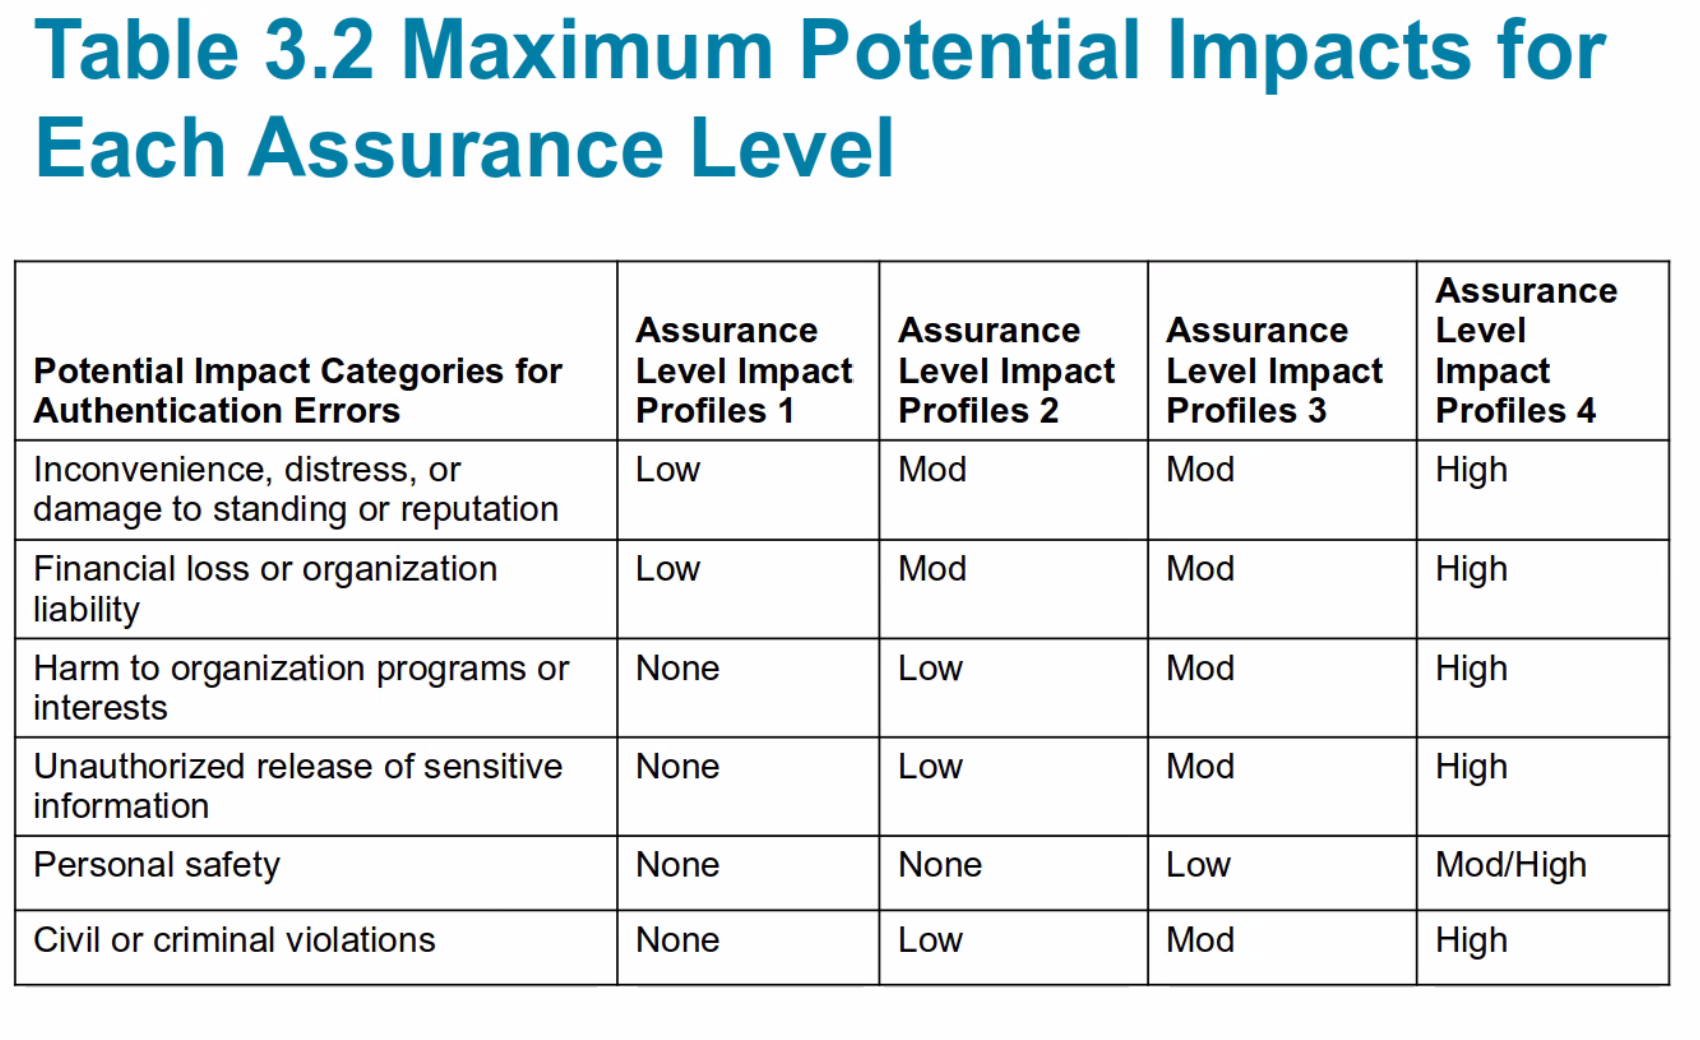 Table 3.2 Maximum Potential Impacts for
Each Assurance Level
Potential Impact Categories for
Authentication Errors
Assurance
Level Impact
Profiles 1
Assurance
Level Impact
Profiles 2
Assurance
Level Impact
Profiles 3
Assurance
Level
Impact
Profiles 4
Inconvenience, distress, or
damage to standing or reputation
Low
Mod
Mod
High
Financial loss or organization
liability
Low
Mod
Mod
High
Harm to organization programs or
interests
None
Low
Mod
High
Unauthorized release of sensitive
information
None
Low
Mod
High
Personal safety
None
None
Low
Mod/High
Civil or criminal violations
None
Low
Mod
High